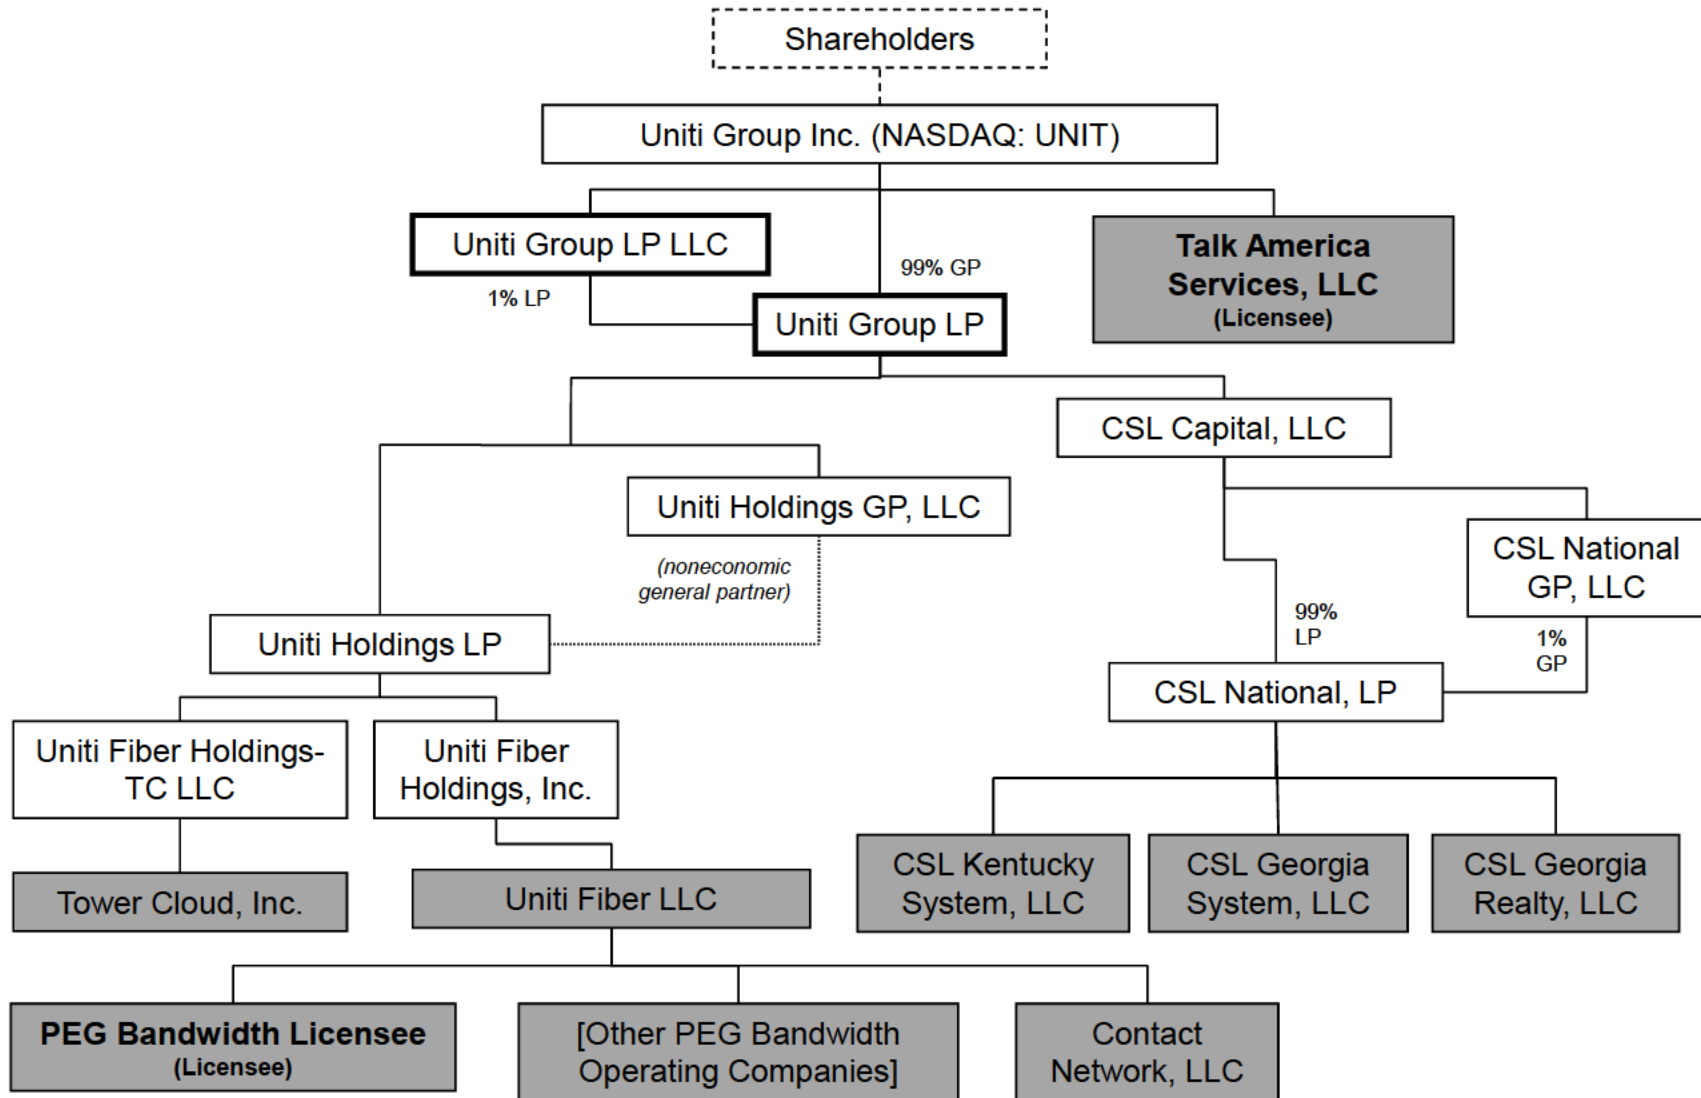 Shareholders
Uniti Group Inc. (NASDAQ: UNIT)
Uniti Group LP LLC
Talk America
Services, LLC
(Licensee)
99% GP
1% LP
Uniti Group LP
CSL Capital, LLC
Uniti Holdings GP, LLC
(noneconomic
general partner)
CSL National
GP, LLC
99%
LP
1%
GP
Uniti Holdings LP
CSL National, LP
Uniti Fiber Holdings-
TC LLC
Uniti Fiber
Holdings, Inc.
Tower Cloud, Inc.
Uniti Fiber LLC
CSL Kentucky
System, LLC
CSL Georgia
System, LLC
CSL Georgia
Realty, LLC
PEG Bandwidth Licensee
(Licensee)
[Other PEG Bandwidth
Operating Companies]
Contact
Network, LLC